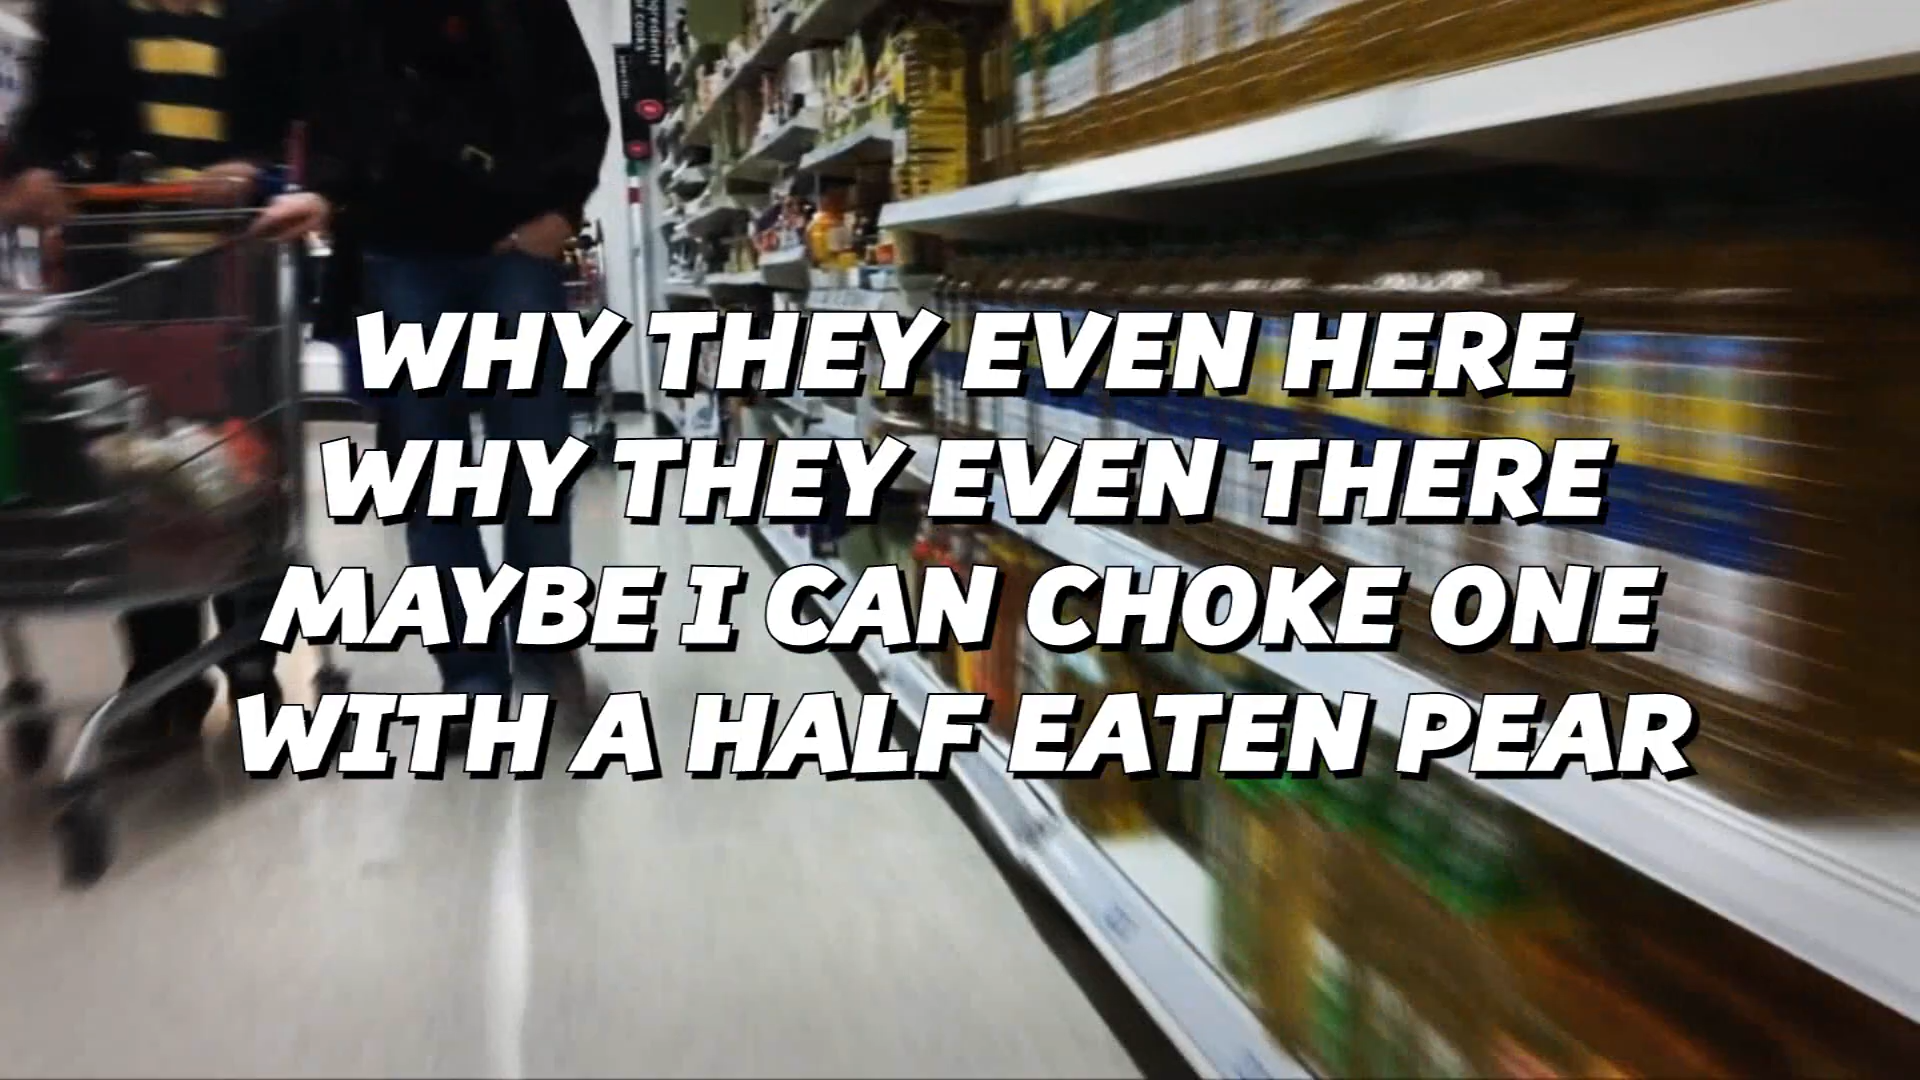 WHY THEY EVEN HERE
WHY THEY EVEN THERE
MAYBE I CAN CHOKE ONE
WITH A HALF EATEN PEAR